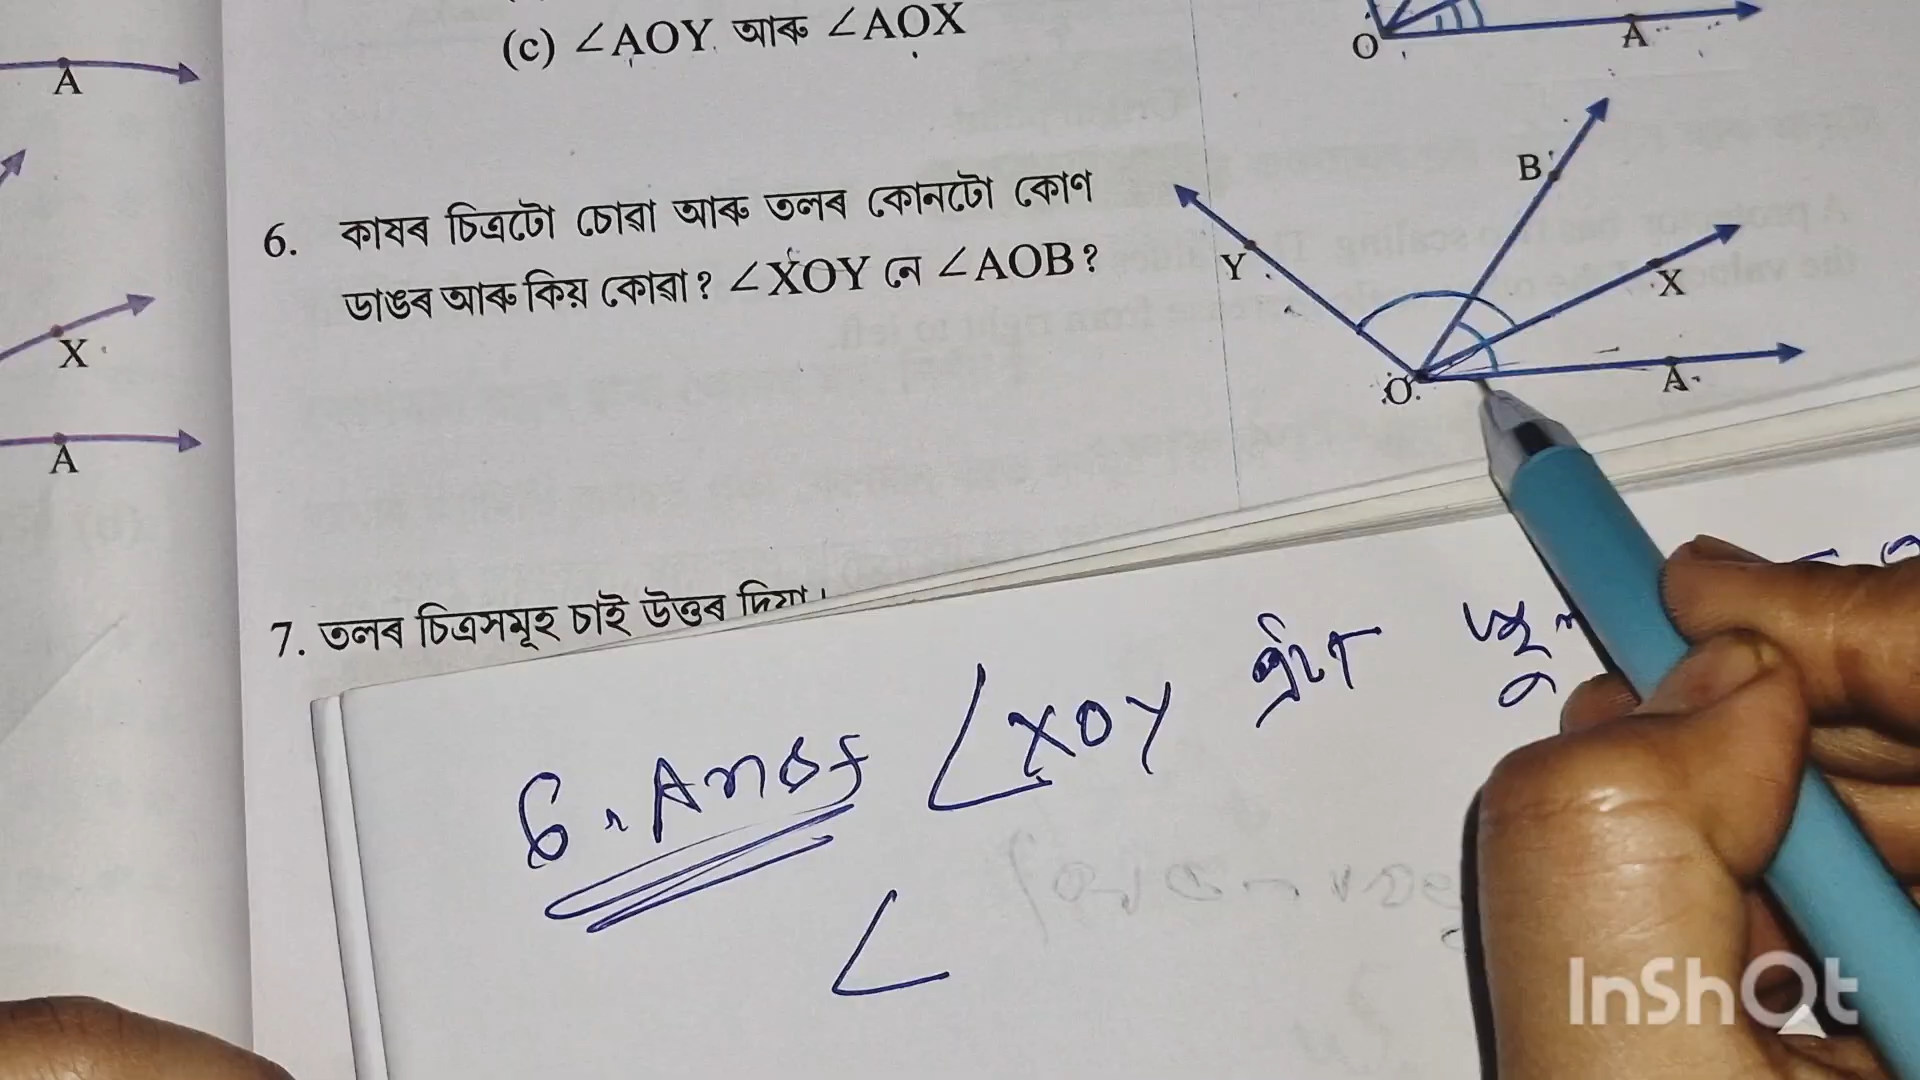 (c) ∠AOY আৰু ∠AOX
O
A
A
B
6. কাষৰ চিত্ৰটো চোৱা আৰু তলৰ কোনটো কোণ
ডাঙৰ আৰু কিয় কোৱা? ∠XOY নে ∠AOB?
Y
X
X
O
A
A
7. তলৰ চিত্ৰসমূহ চাই উত্তৰ দিয়া।
6. Ans: ∠XOY
∠
InShOt